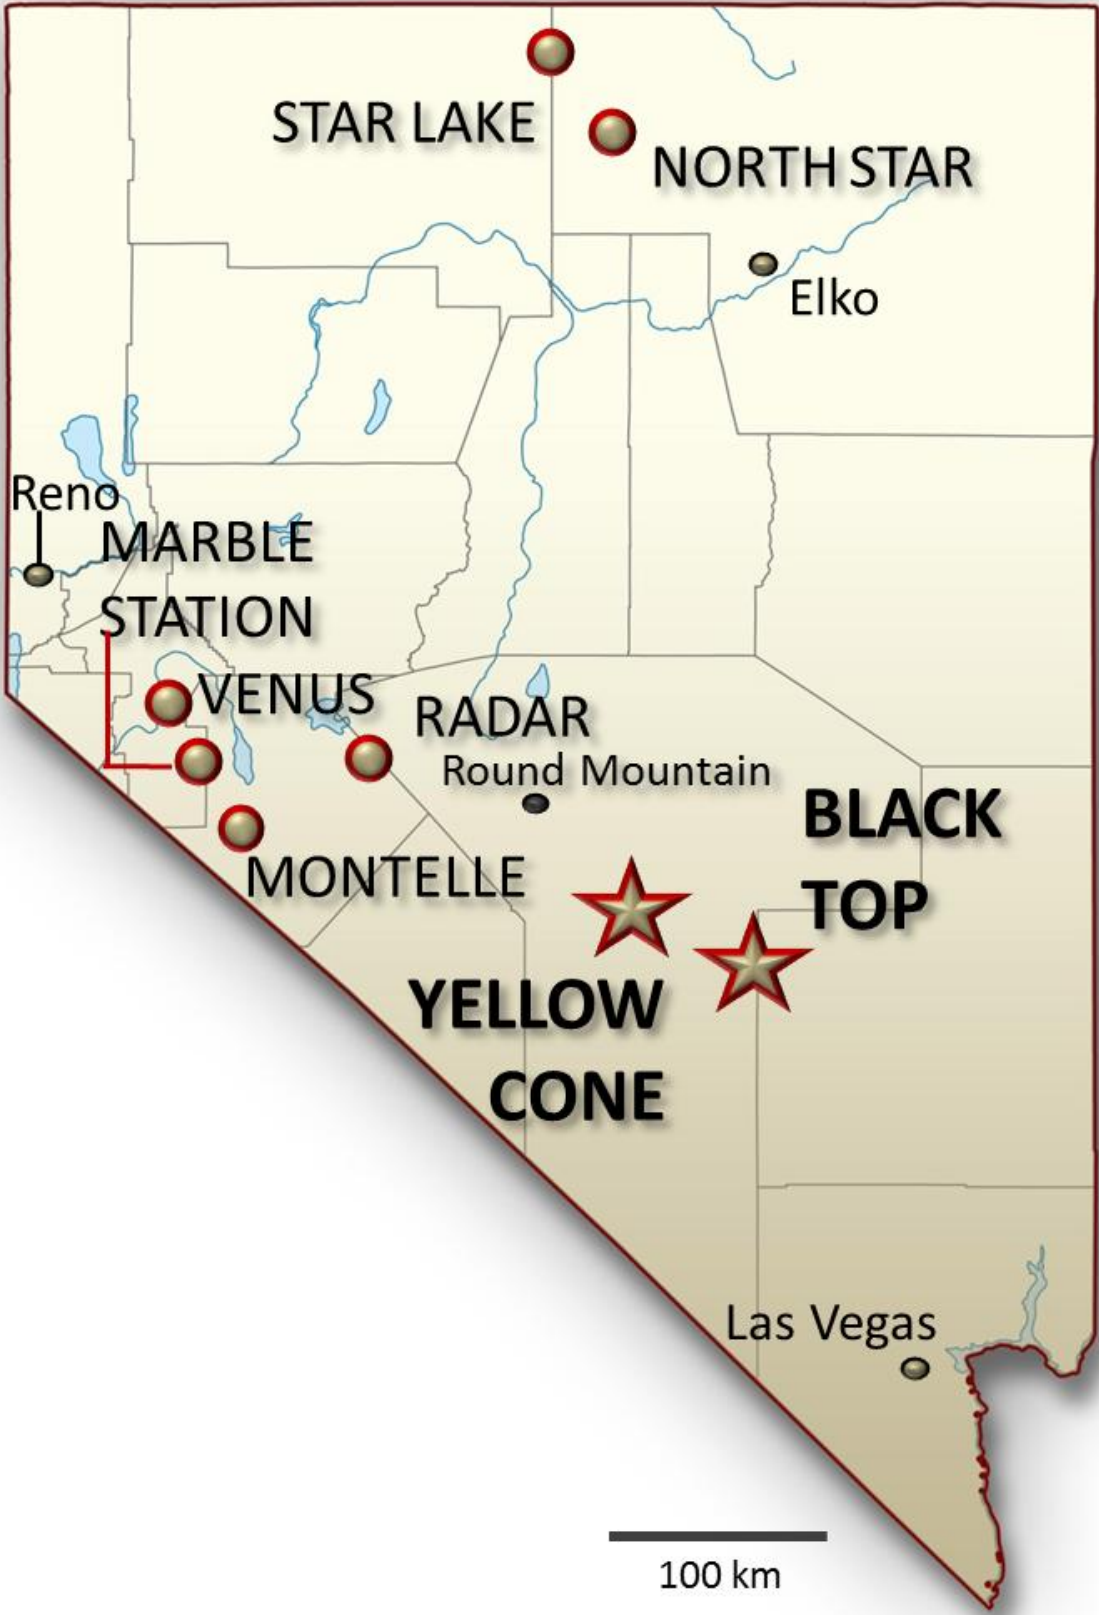 STAR LAKE
NORTH STAR
Elko
Reno
MARBLE
STATION
VENUS
RADAR
Round Mountain
BLACK
TOP
MONTELLE
YELLOW
CONE
Las Vegas
100 km